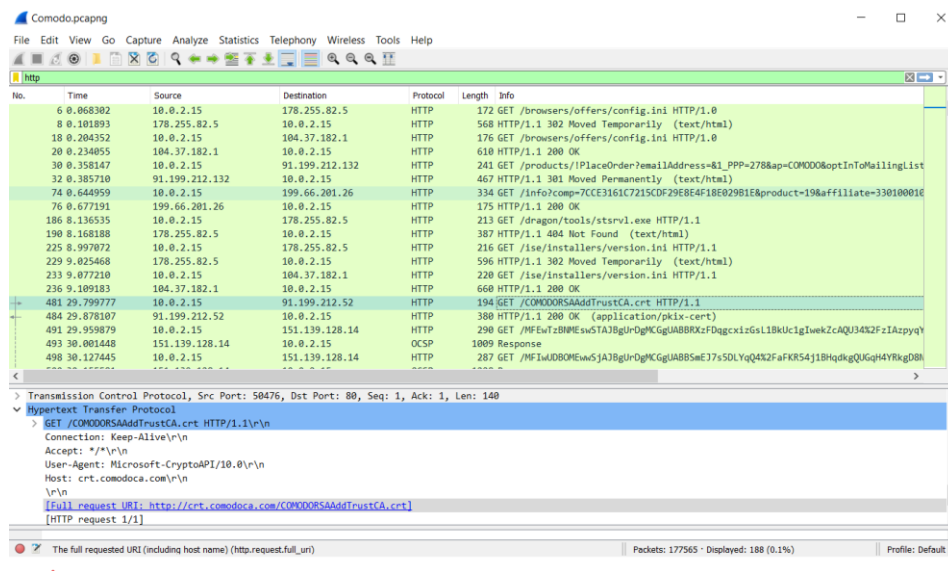 Comodo.pcapng
File Edit View Go Capture Analyze Statistics Telephony Wireless Tools Help
http
No. Time Source Destination Protocol Length Info
6 0.068302 10.0.2.15 178.255.82.5 HTTP 172 GET /browsers/offers/config.ini HTTP/1.0
8 0.101893 178.255.82.5 10.0.2.15 HTTP 568 HTTP/1.1 302 Moved Temporarily (text/html)
18 0.204352 10.0.2.15 104.37.182.1 HTTP 176 GET /browsers/offers/config.ini HTTP/1.0
20 0.234055 104.37.182.1 10.0.2.15 HTTP 610 HTTP/1.1 200 OK
30 0.358147 10.0.2.15 91.199.212.132 HTTP 241 GET /products/!PlaceOrder?emailAddress=&1_PPP=278&ap=COMODO&optInToMailingList
32 0.385710 91.199.212.132 10.0.2.15 HTTP 467 HTTP/1.1 301 Moved Permanently (text/html)
74 0.644959 10.0.2.15 199.66.201.26 HTTP 334 GET /info?comp=7CCE3161C7215CDF29E8E4F18E029B1E&product=19&affiliate=330100010
76 0.677191 199.66.201.26 10.0.2.15 HTTP 175 HTTP/1.1 200 OK
186 8.136535 10.0.2.15 178.255.82.5 HTTP 213 GET /dragon/tools/stsrvl.exe HTTP/1.1
190 8.168188 178.255.82.5 10.0.2.15 HTTP 387 HTTP/1.1 404 Not Found (text/html)
225 8.997072 10.0.2.15 178.255.82.5 HTTP 216 GET /ise/installers/version.ini HTTP/1.1
229 9.025468 178.255.82.5 10.0.2.15 HTTP 596 HTTP/1.1 302 Moved Temporarily (text/html)
233 9.077210 10.0.2.15 104.37.182.1 HTTP 220 GET /ise/installers/version.ini HTTP/1.1
236 9.109183 104.37.182.1 10.0.2.15 HTTP 660 HTTP/1.1 200 OK
481 29.799777 10.0.2.15 91.199.212.52 HTTP 194 GET /COMODORSAAddTrustCA.crt HTTP/1.1
484 29.878107 91.199.212.52 10.0.2.15 HTTP 380 HTTP/1.1 200 OK (application/pkix-cert)
491 29.959879 10.0.2.15 151.139.128.14 HTTP 290 GET
493 30.001448 151.139.128.14 10.0.2.15 OCSP 1009 Response
498 30.127445 10.0.2.15 151.139.128.14 HTTP 287 GET
Transmission Control Protocol, Src Port: 50476, Dst Port: 80, Seq: 1, Ack: 1, Len: 140
Hypertext Transfer Protocol
GET /COMODORSAAddTrustCA.crt HTTP/1.1\r\n
Connection: Keep-Alive\r\n
Accept: */*\r\n
User-Agent: Microsoft-CryptoAPI/10.0\r\n
Host: crt.comodoca.com\r\n
\r\n
[Full request URI: http://crt.comodoca.com/COMODORSAAddTrustCA.crt]
[HTTP request 1/1]
The full requested URI (including host name) (http.request.full_uri) Packets: 177565 · Displayed: 188 (0.1%) Profile: Default